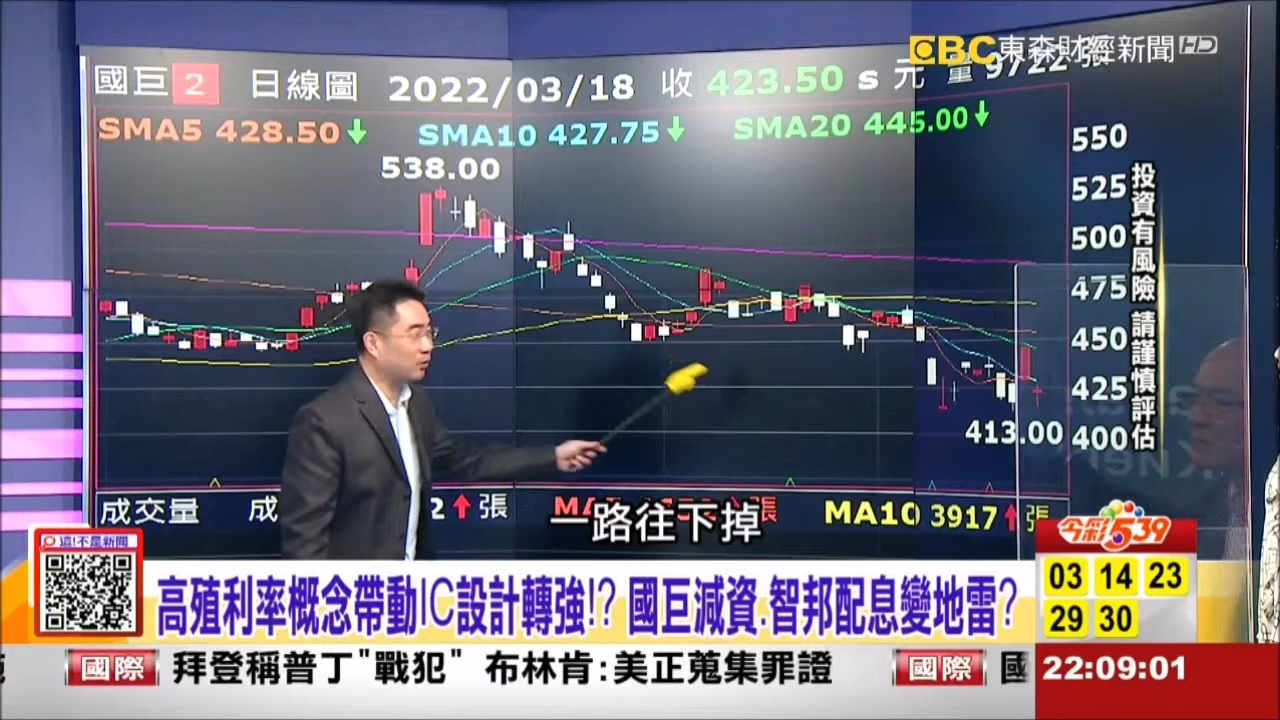 EBC 東森財經新聞 HD
國巨 2 日線圖 2022/03/18 收 423.50 s 元 量 9722 張
SMA5 428.50↓ SMA10 427.75↓ SMA20 445.00↓
538.00
550
525
500
475
450
425
400
413.00
投資有風險 請謹慎評估
成交量 成 2↑張 MA10 3917↑張
一路往下掉
今彩539
03 14 23
29 30
這!不是新聞
高殖利率概念帶動IC設計轉強!? 國巨減資.智邦配息變地雷?
國際 拜登稱普丁"戰犯" 布林肯:美正蒐集罪證 國際
22:09:01